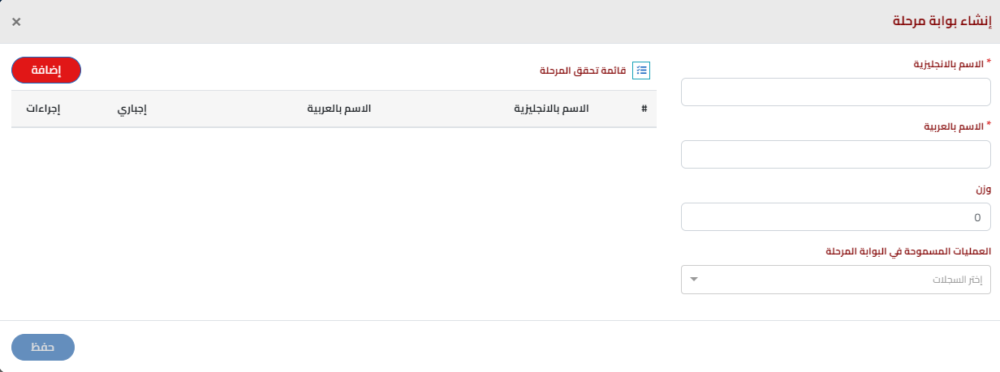 إنشاء بوابة مرحلة
×
* الاسم بالانجليزية
* الاسم بالعربية
وزن
0
العمليات المسموحة في البوابة المرحلة
إختر السجلات
قائمة تحقق المرحلة
إضافة
# الاسم بالانجليزية الاسم بالعربية إجباري إجراءات
حفظ